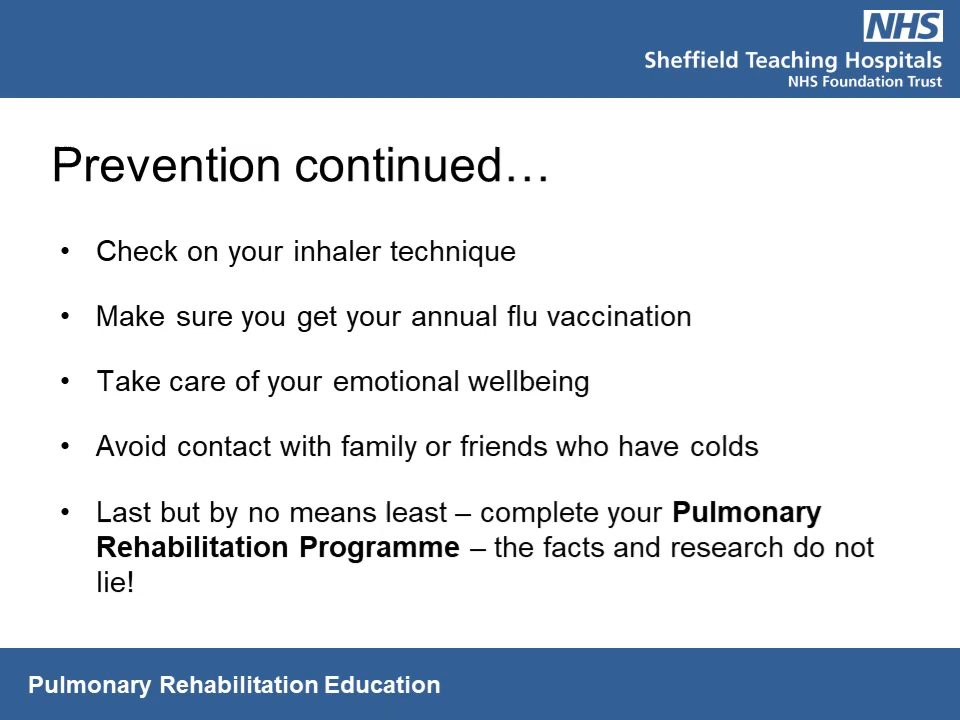 NHS
Sheffield Teaching Hospitals
NHS Foundation Trust
Prevention continued…
• Check on your inhaler technique
• Make sure you get your annual flu vaccination
• Take care of your emotional wellbeing
• Avoid contact with family or friends who have colds
• Last but by no means least – complete your Pulmonary
Rehabilitation Programme – the facts and research do not
lie!
Pulmonary Rehabilitation Education